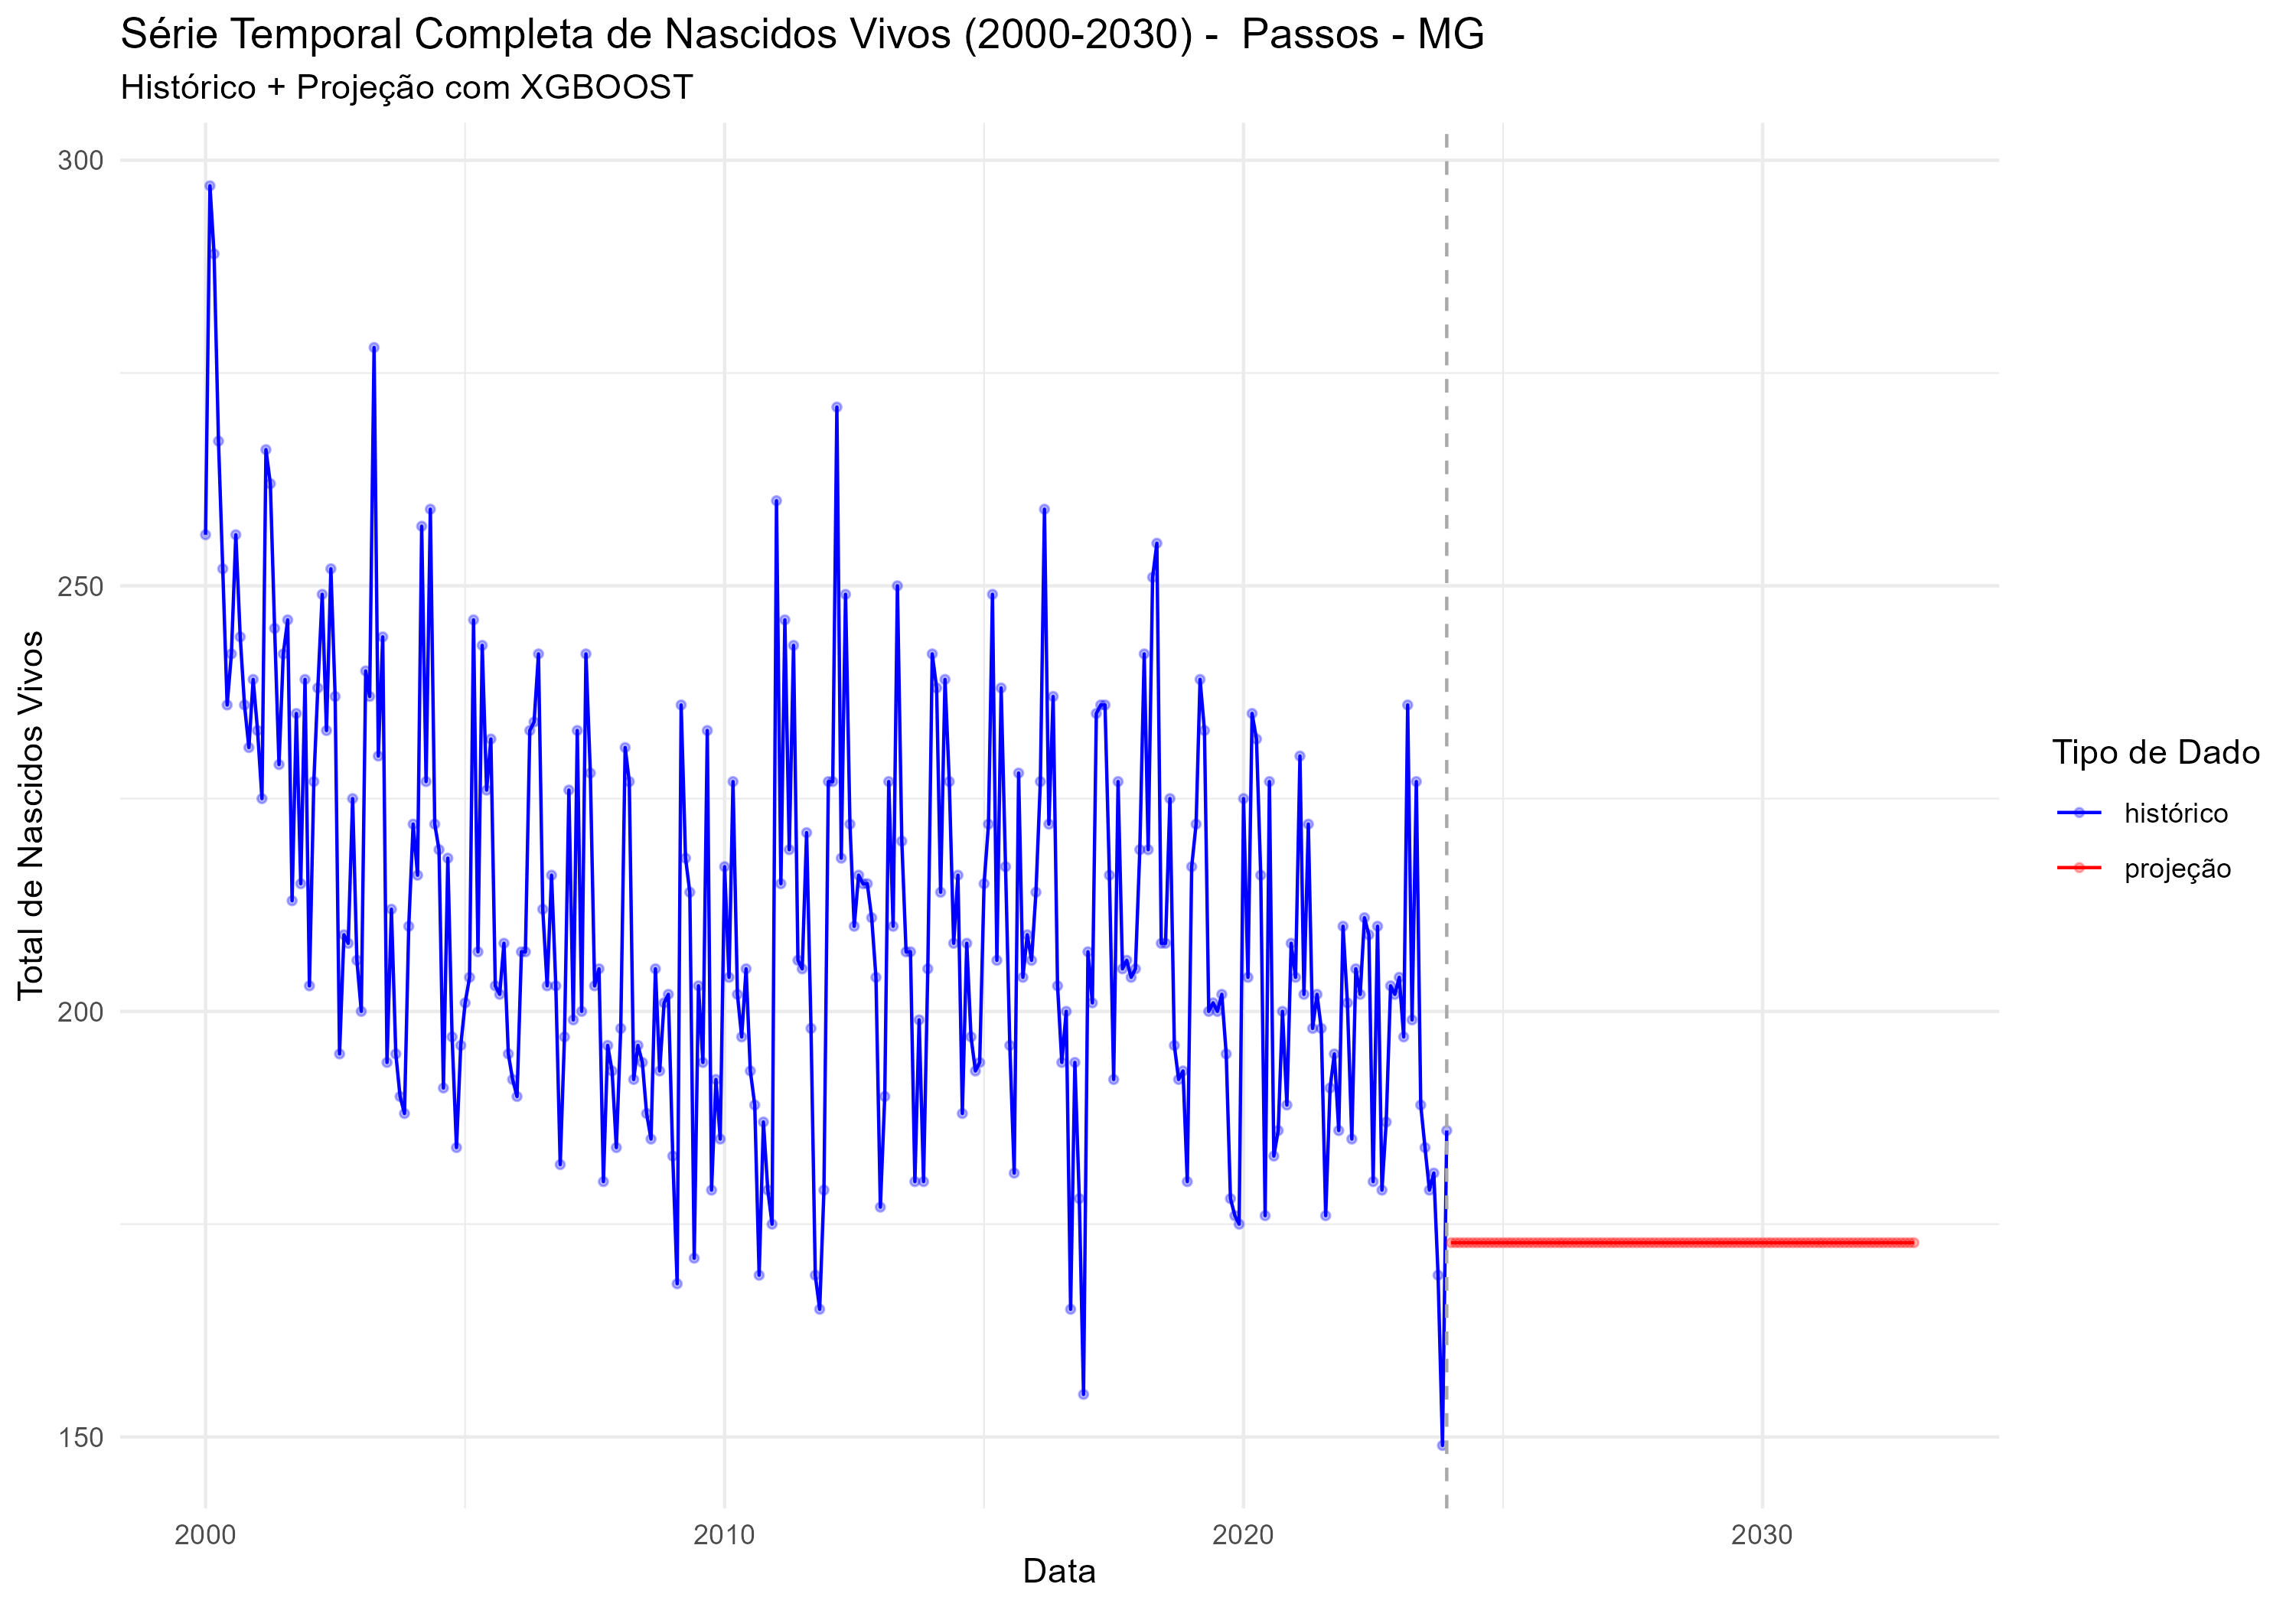 Série Temporal Completa de Nascidos Vivos (2000-2030) -  Passos - MG
Histórico + Projeção com XGBOOST
Total de Nascidos Vivos
300
250
200
150
2000
2010
2020
2030
Data
Tipo de Dado
histórico
projeção